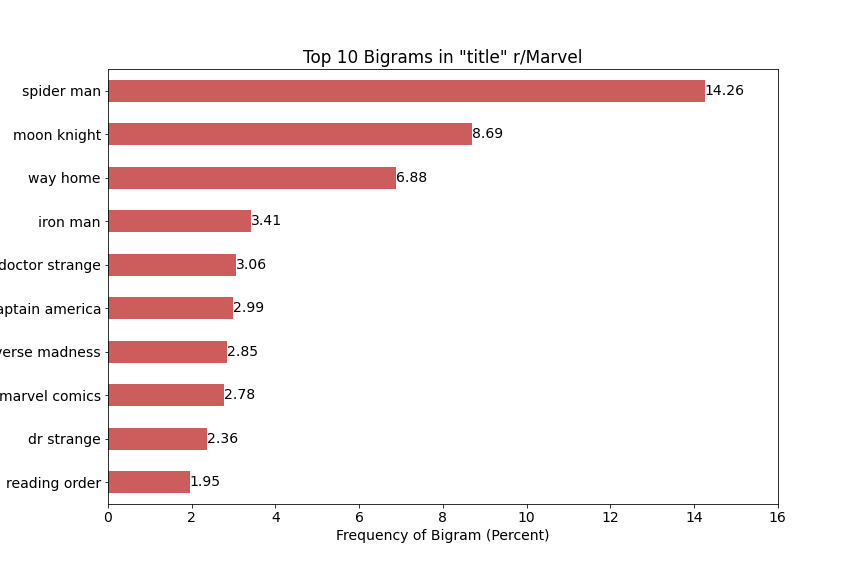 Top 10 Bigrams in "title" r/Marvel
spider man 14.26
moon knight 8.69
way home 6.88
iron man 3.41
doctor strange 3.06
aptain america 2.99
verse madness 2.85
marvel comics 2.78
dr strange 2.36
reading order 1.95
0 2 4 6 8 10 12 14 16
Frequency of Bigram (Percent)